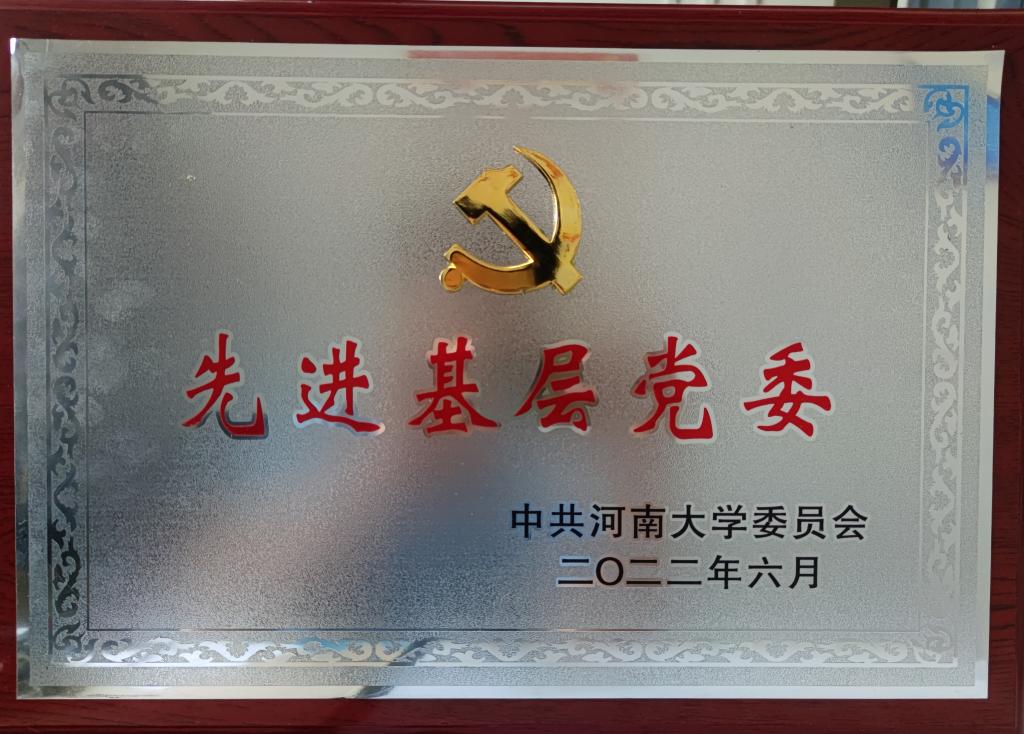 先进基层党委
中共河南大学委员会
二〇二二年六月